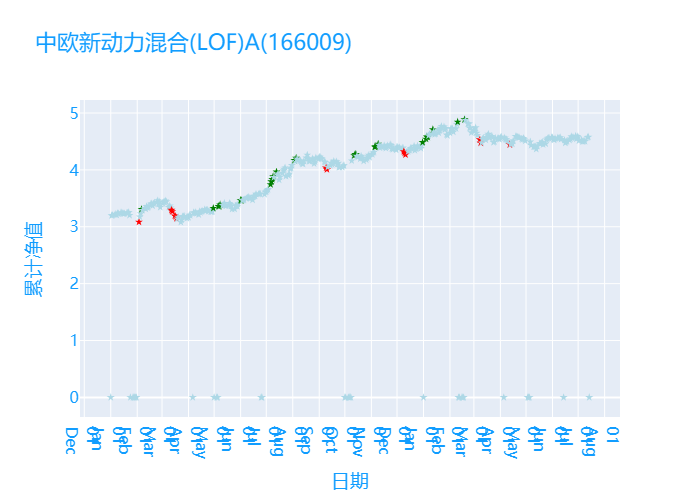 中欧新动力混合(LOF)A(166009)
5
4
3
2
1
0
累计净值
Dec
Jan
Feb
Mar
Apr
May
Jun
Jul
Aug
Sep
Oct
Nov
Dec
Jan
Feb
Mar
Apr
May
Jun
Jul
Aug
01
日期